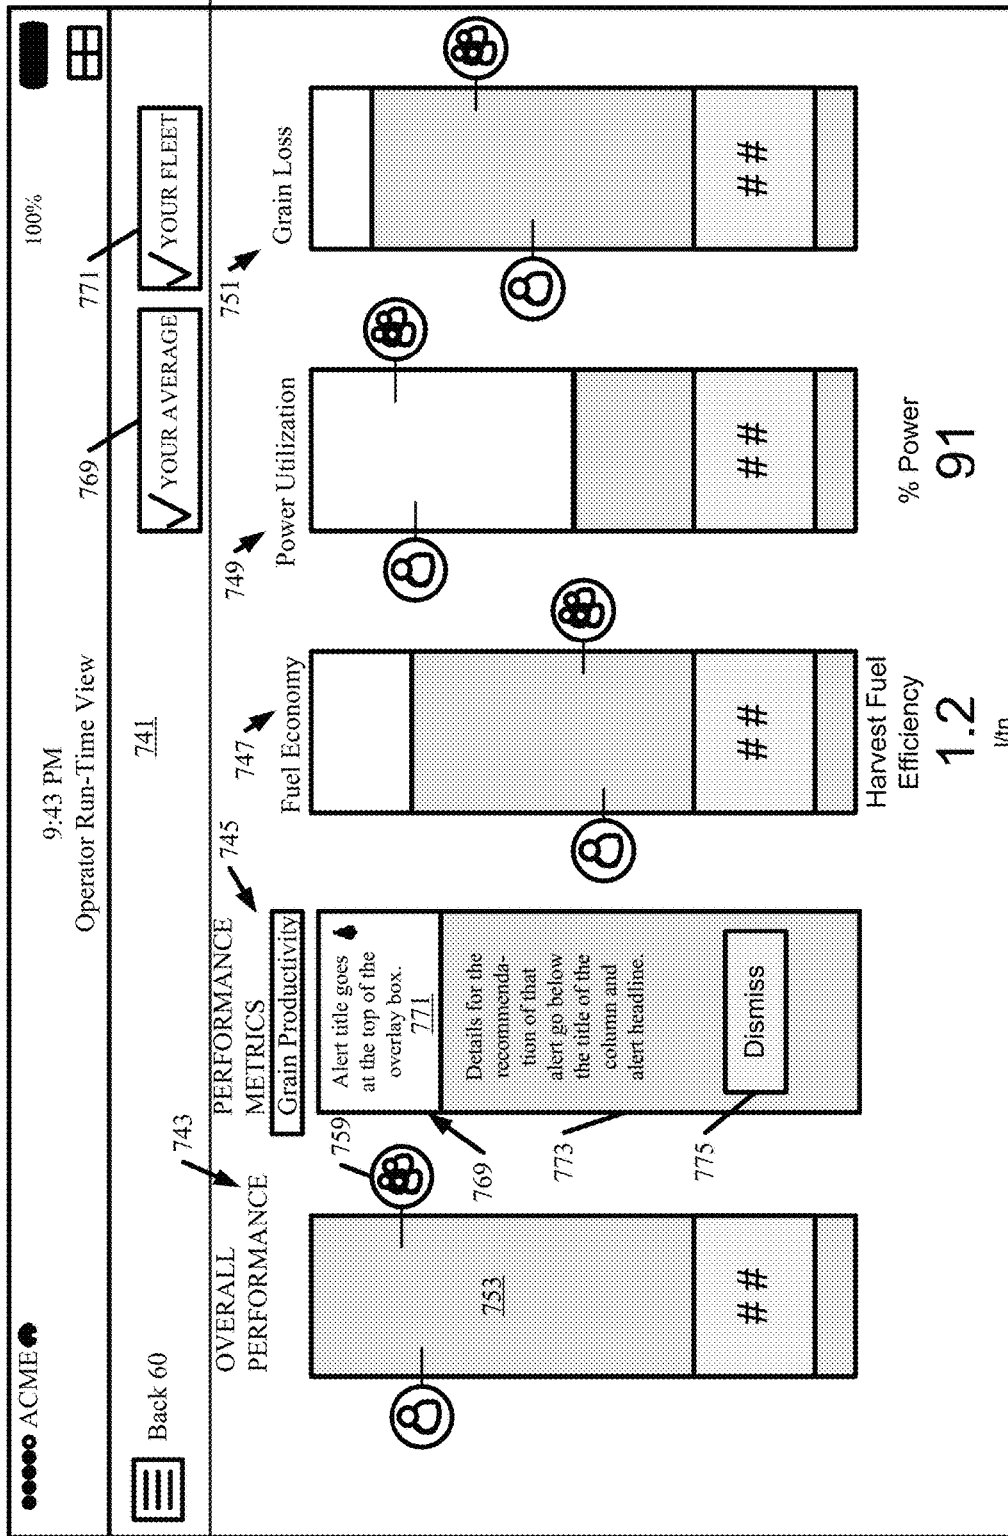 ACME
9:43 PM
100%
Operator Run-Time View
Back 60
741
769
771
YOUR AVERAGE
YOUR FLEET
743
OVERALL
PERFORMANCE
753
##
759
PERFORMANCE
METRICS
745
Grain Productivity
Alert title goes
at the top of the
overlay box.
771
769
Details for the
recommenda-
tion of that
alert go below
the title of the
column and
alert headline.
773
775
Dismiss
747
Fuel Economy
##
Harvest Fuel
Efficiency
1.2
l/tn
749
Power Utilization
##
% Power
91
751
Grain Loss
##